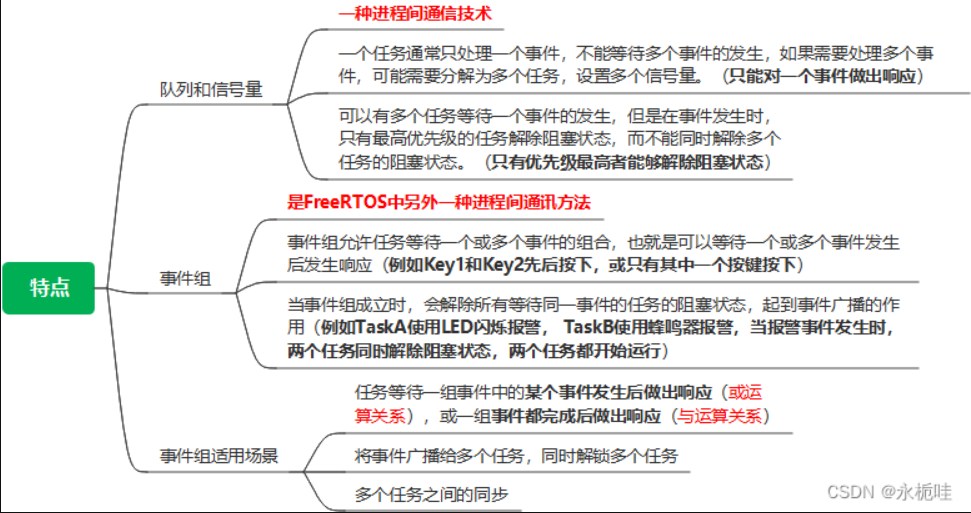 一种进程间通信技术
一个任务通常只处理一个事件，不能等待多个事件的发生，如果需要处理多个事
件，可能需要分解为多个任务，设置多个信号量。（只能对一个事件做出响应）
队列和信号量
可以有多个任务等待一个事件的发生，但是在事件发生时，
只有最高优先级的任务解除阻塞状态，而不能同时解除多个
任务的阻塞状态。（只有优先级最高者能够解除阻塞状态）
是FreeRTOS中另外一种进程间通讯方法
事件组允许任务等待一个或多个事件的组合，也就是可以等待一个或多个事件发生
后发生响应（例如Key1和Key2先后按下，或只有其中一个按键按下）
特点
事件组
当事件组成立时，会解除所有等待同一事件的任务的阻塞状态，起到事件广播的作
用（例如TaskA使用LED闪烁报警， TaskB使用蜂鸣器报警，当报警事件发生时，
两个任务同时解除阻塞状态，两个任务都开始运行）
任务等待一组事件中的某个事件发生后做出响应（或运
算关系），或一组事件都完成后做出响应（与运算关系）
事件组适用场景
将事件广播给多个任务，同时解锁多个任务
多个任务之间的同步
CSDN @永栀哇